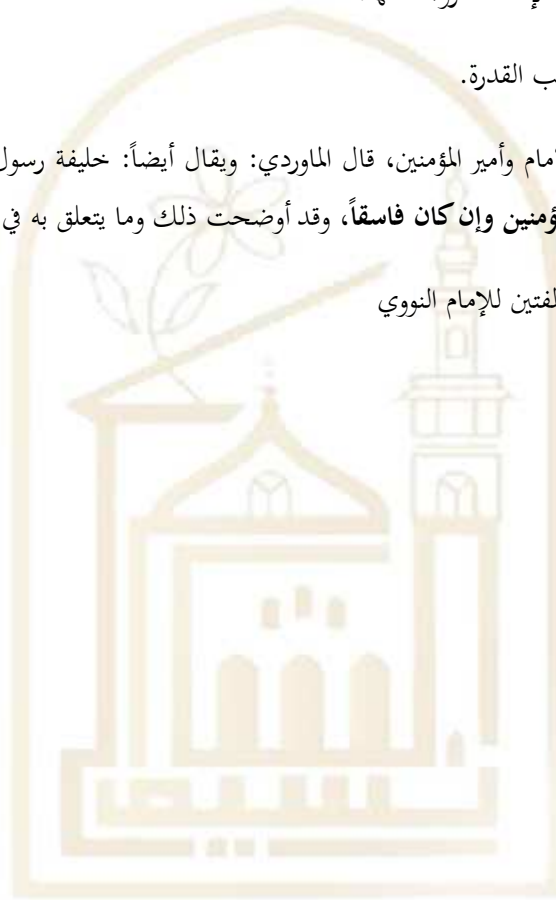 ب القدرة.
امام وأمير المؤمنين، قال الماوردي: ويقال أيضاً: خليفة رسول
ؤمنين وإن كان فاسقاً، وقد أوضحت ذلك وما يتعلق به في
لفتين للإمام النووي